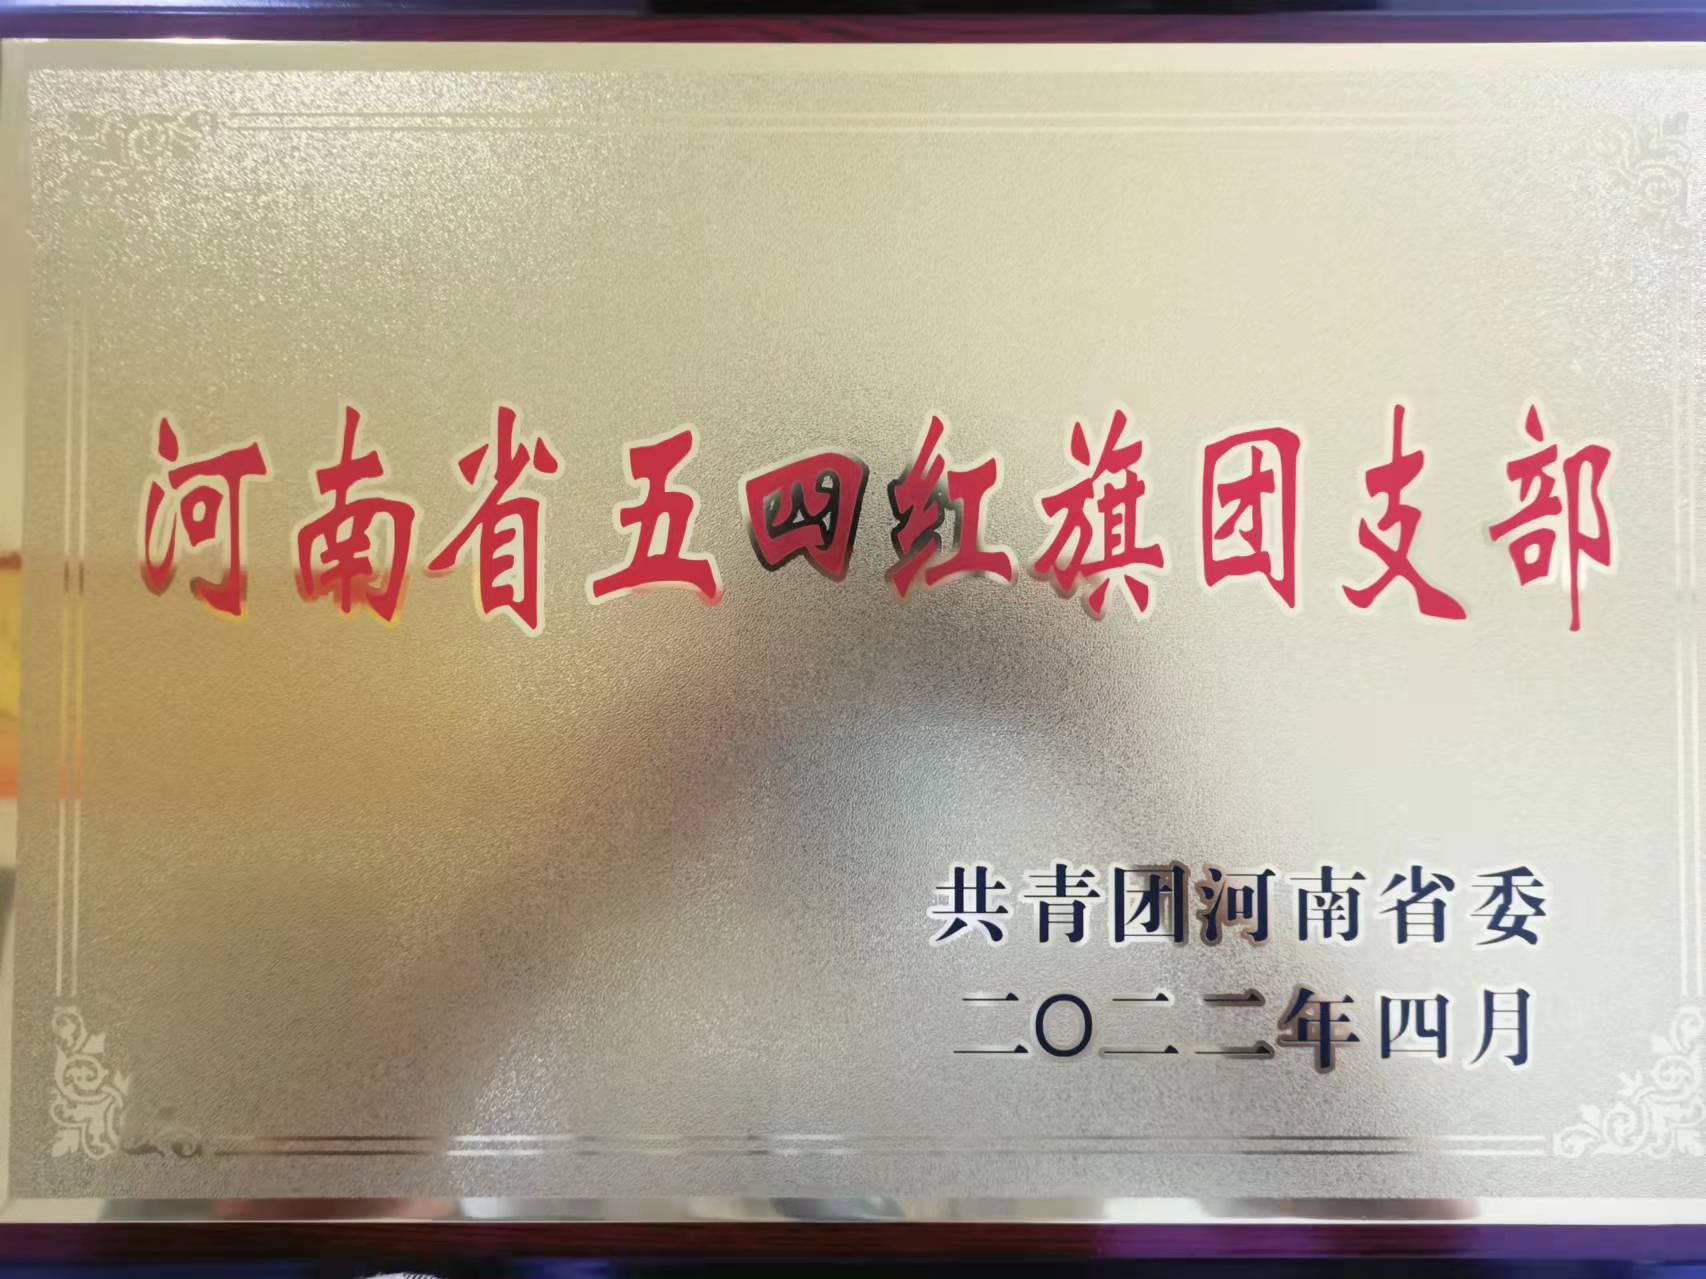 河南省五四红旗团支部
共青团河南省委
二〇二二年四月